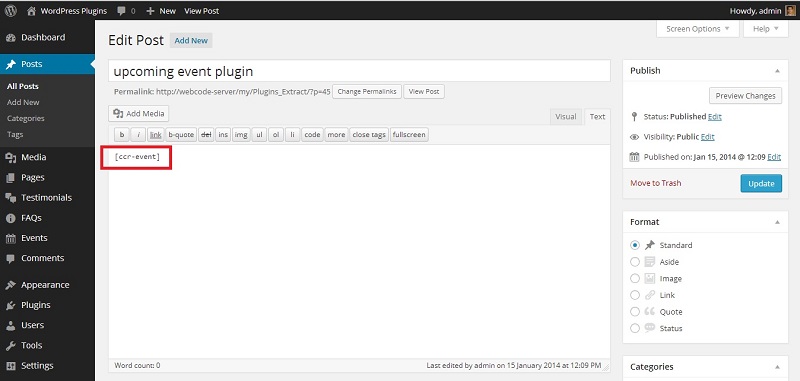 WordPress Plugins 0 + New View Post Howdy, admin
Screen Options Help
Dashboard
Posts
All Posts
Add New
Categories
Tags
Media
Pages
Testimonials
FAQs
Events
Comments
Appearance
Plugins
Users
Tools
Settings
Edit Post Add New
upcoming event plugin
Permalink: http://webcode-server/my/Plugins_Extract/?p=45 Change Permalinks View Post
Add Media Visual Text
b i link b-quote del ins img ul ol li code more close tags fullscreen
[ccr-event]
Word count: 0 Last edited by admin on 15 January 2014 at 12:09 PM
Publish
Preview Changes
Status: Published Edit
Visibility: Public Edit
Published on: Jan 15, 2014 @ 12:09 Edit
Move to Trash Update
Format
Standard
Aside
Image
Link
Quote
Status
Categories